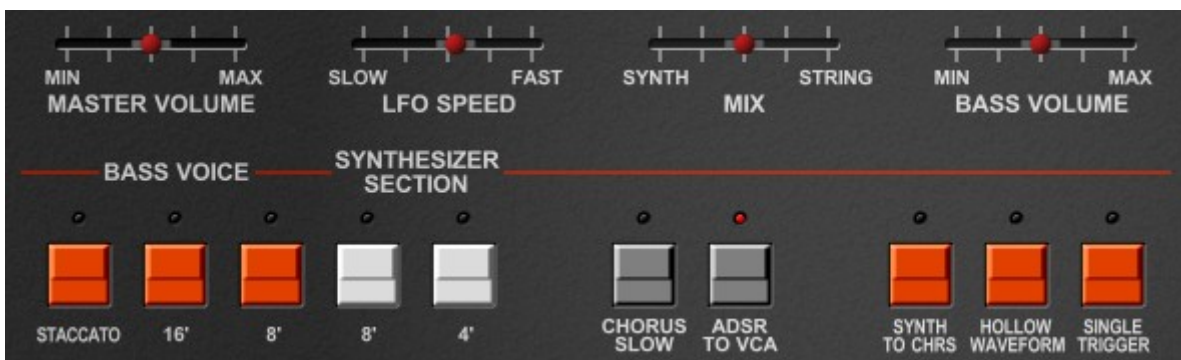 MIN MAX
MASTER VOLUME
SLOW FAST
LFO SPEED
SYNTH STRING
MIX
MIN MAX
BASS VOLUME
BASS VOICE
SYNTHESIZER
SECTION
STACCATO
16'
8'
8'
4'
CHORUS
SLOW
ADSR
TO VCA
SYNTH
TO CHRS
HOLLOW
WAVEFORM
SINGLE
TRIGGER